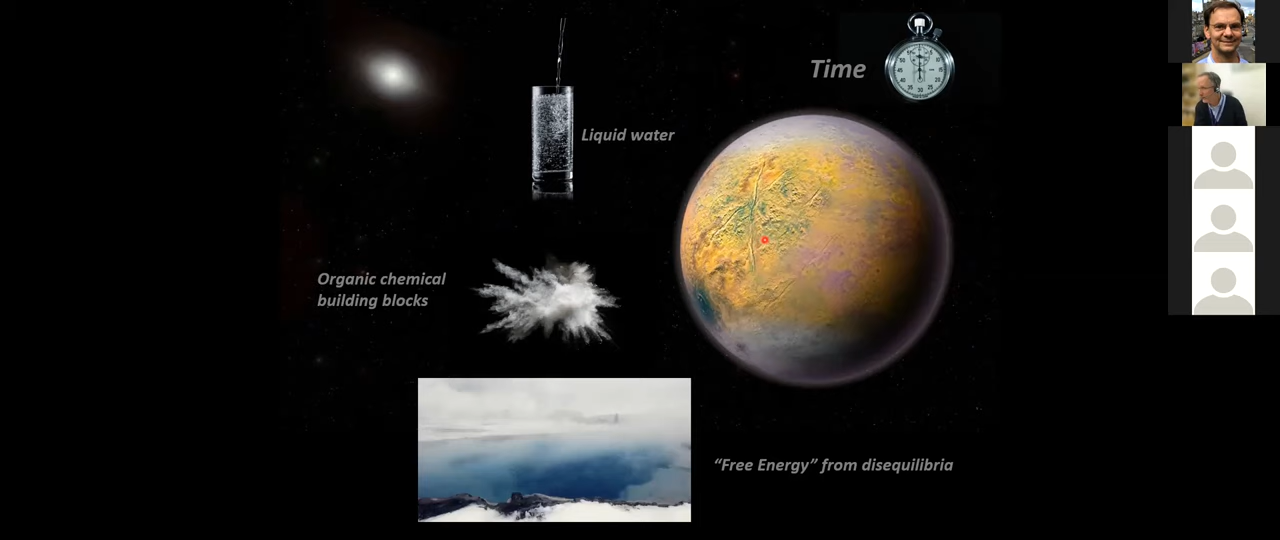 Time
Liquid water
Organic chemical
building blocks
“Free Energy” from disequilibria